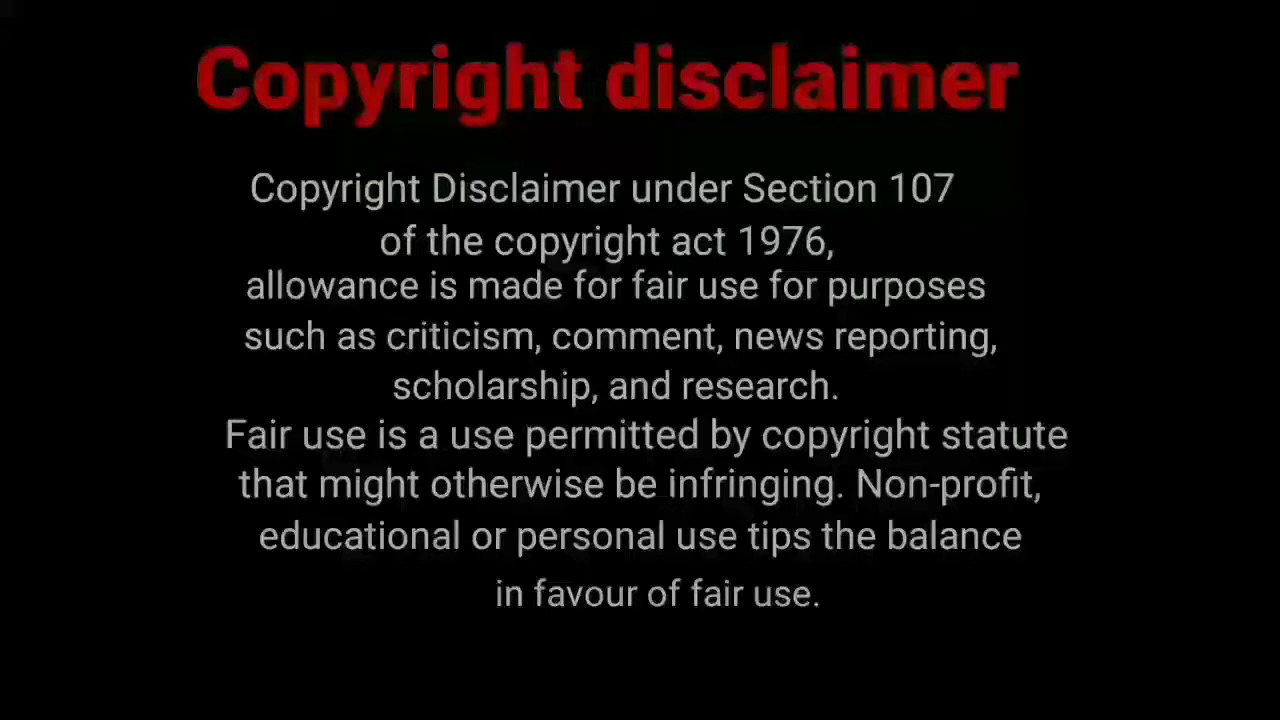 Copyright disclaimer
Copyright Disclaimer under Section 107
of the copyright act 1976,
allowance is made for fair use for purposes
such as criticism, comment, news reporting,
scholarship, and research.
Fair use is a use permitted by copyright statute
that might otherwise be infringing. Non-profit,
educational or personal use tips the balance
in favour of fair use.